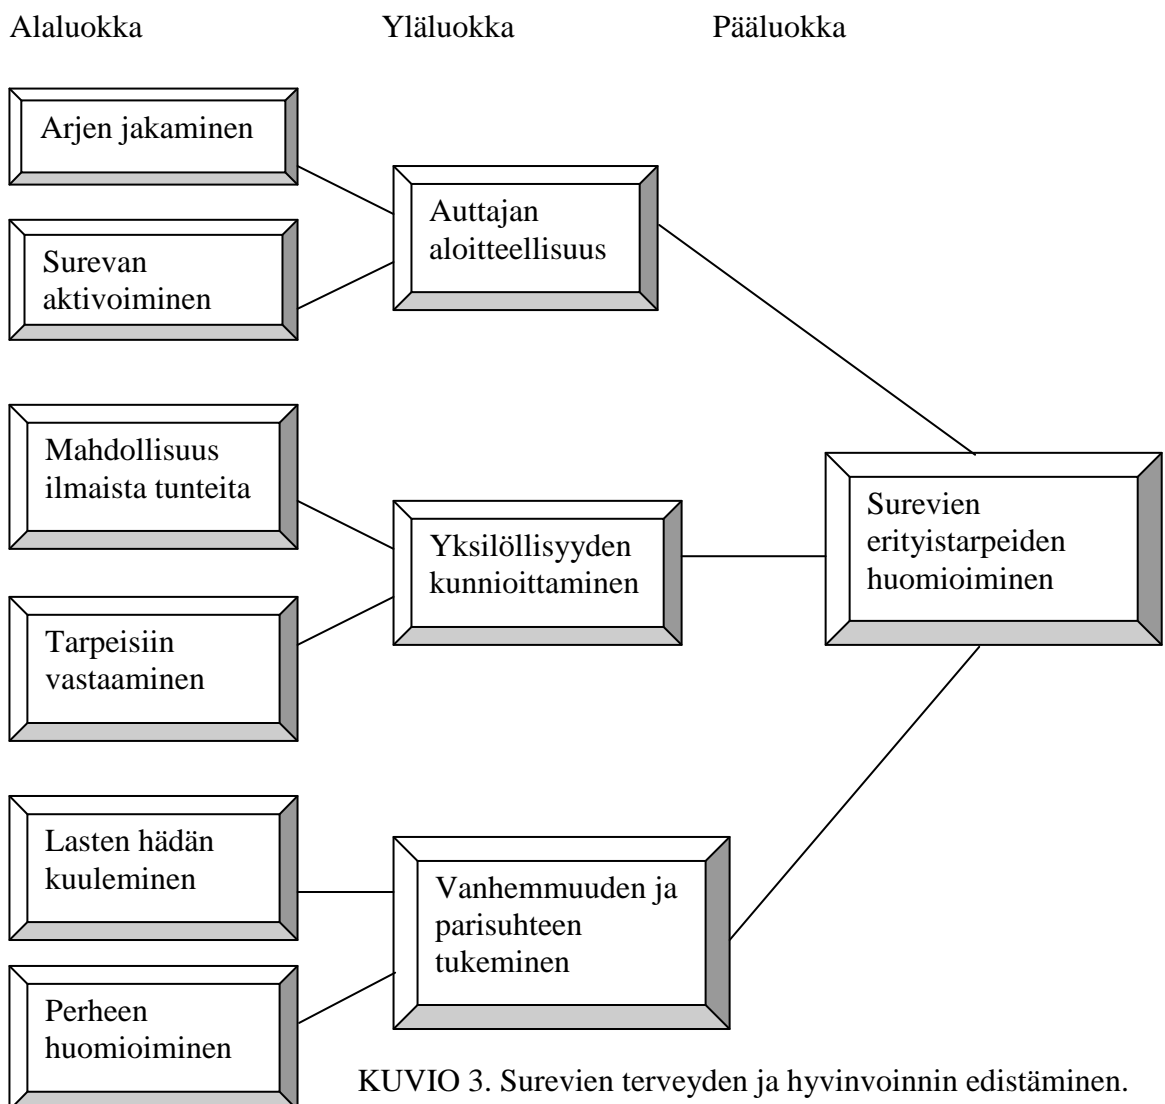 Alaluokka Yläluokka Pääluokka
Arjen jakaminen
Surevan
aktivoiminen
Auttajan
aloitteellisuus
Mahdollisuus
ilmaista tunteita
Tarpeisiin
vastaaminen
Yksilöllisyyden
kunnioittaminen
Surevien
erityistarpeiden
huomioiminen
Lasten hädän
kuuleminen
Perheen
huomioiminen
Vanhemmuuden ja
parisuhteen
tukeminen
KUVIO 3. Surevien terveyden ja hyvinvoinnin edistäminen.